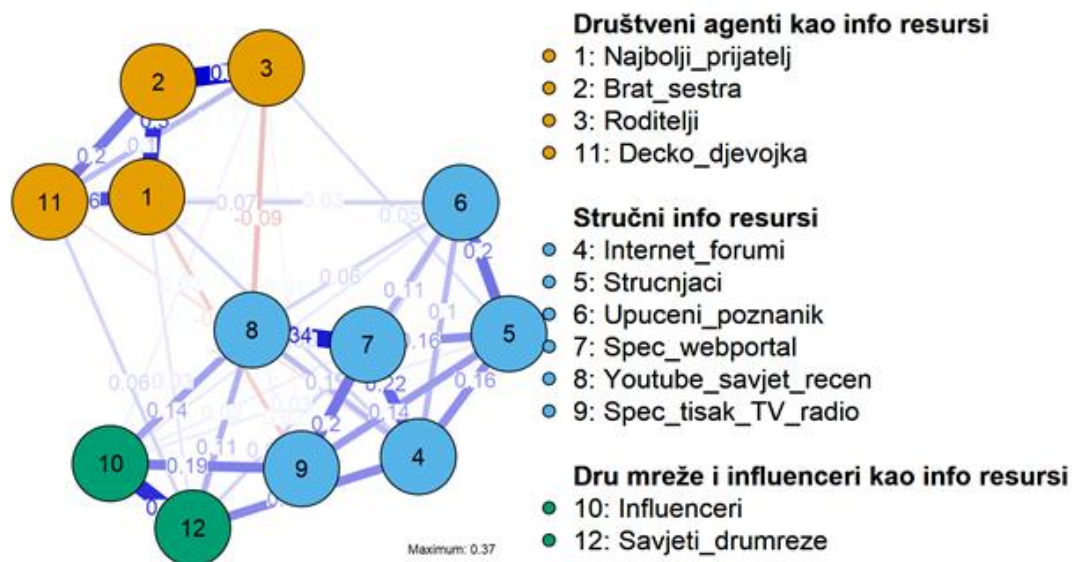 Društveni agenti kao info resursi
1: Najbolji_prijatelj
2: Brat_sestra
3: Roditelji
11: Decko_djevojka
Stručni info resursi
4: Internet_forumi
5: Strucnjaci
6: Upuceni_poznanik
7: Spec_webportal
8: Youtube_savjet_recen
9: Spec_tisak_TV_radio
Dru mreže i influenceri kao info resursi
10: Influenceri
12: Savjeti_drumreze
2
3
11
1
6
8
7
5
10
9
4
12
0.2
0.07
0.03
-0.09
0.05
0.2
0.06
0.11
0.1
0.16
0.22
0.16
0.06
0.14
0.14
0.2
0.11
0.19
Maximum: 0.37